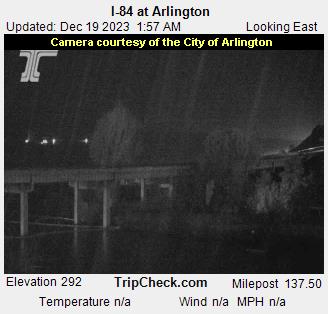 I-84 at Arlington
Updated: Dec 19 2023 1:57 AM Looking East
Camera courtesy of the City of Arlington
Elevation 292 TripCheck.com Milepost 137.50
Temperature n/a Wind n/a MPH n/a